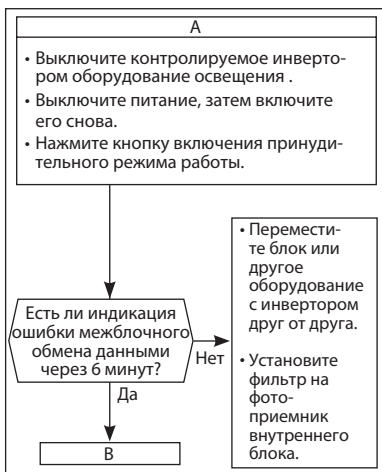 A
• Выключите контролируемое инверто-
ром оборудование освещения .
• Выключите питание, затем включите
его снова.
• Нажмите кнопку включения принуди-
тельного режима работы.
Есть ли индикация
ошибки межблочного
обмена данными
через 6 минут?
Нет
Да
• Перемести-
те блок или
другое
оборудование
с инвертором
друг от друга.
• Установите
фильтр на
фото-
приемник
внутреннего
блока.
B